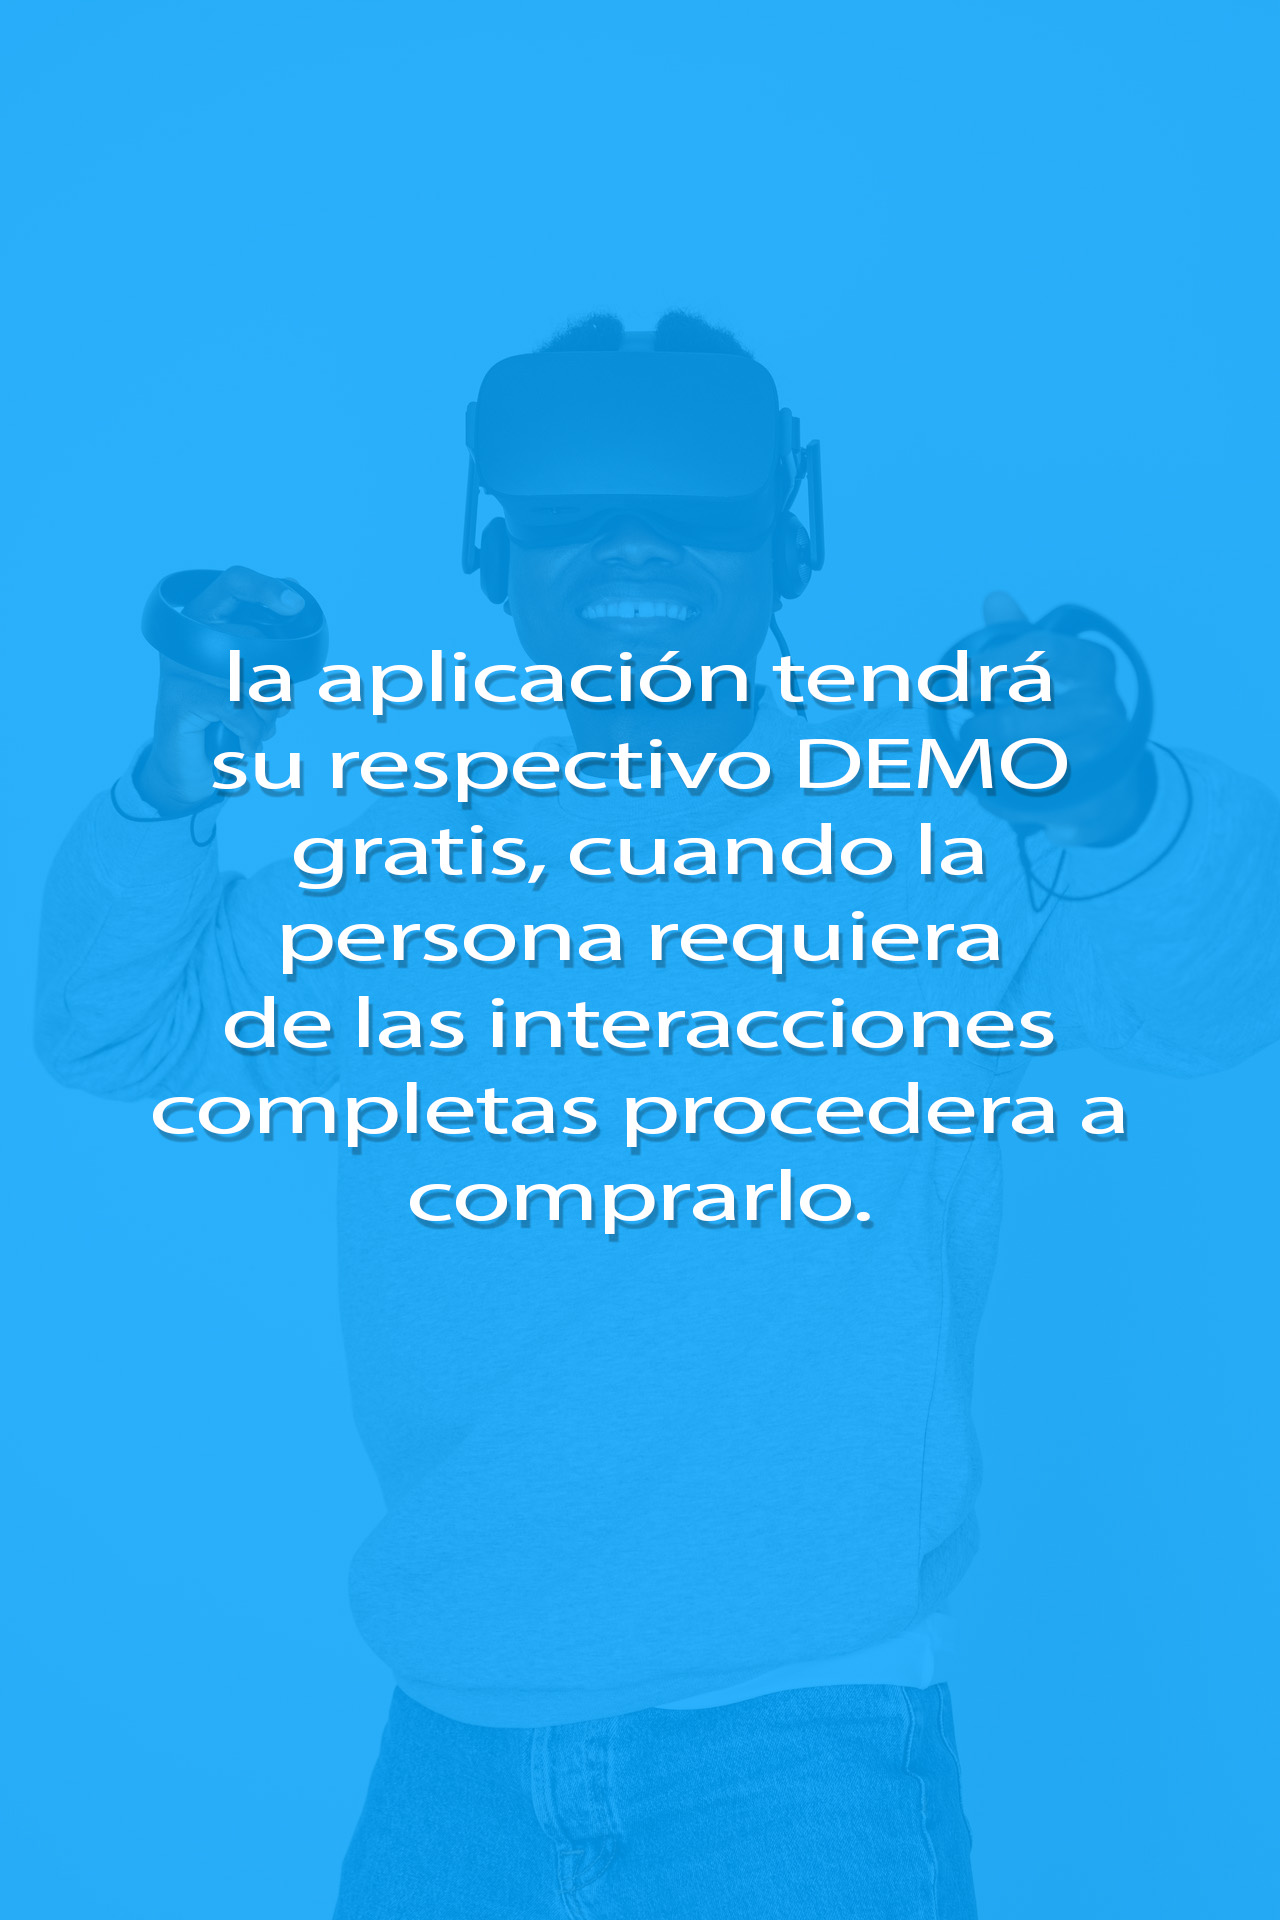 la aplicación tendrá
su respectivo DEMO
gratis, cuando la
persona requiera
de las interacciones
completas procedera a
comprarlo.